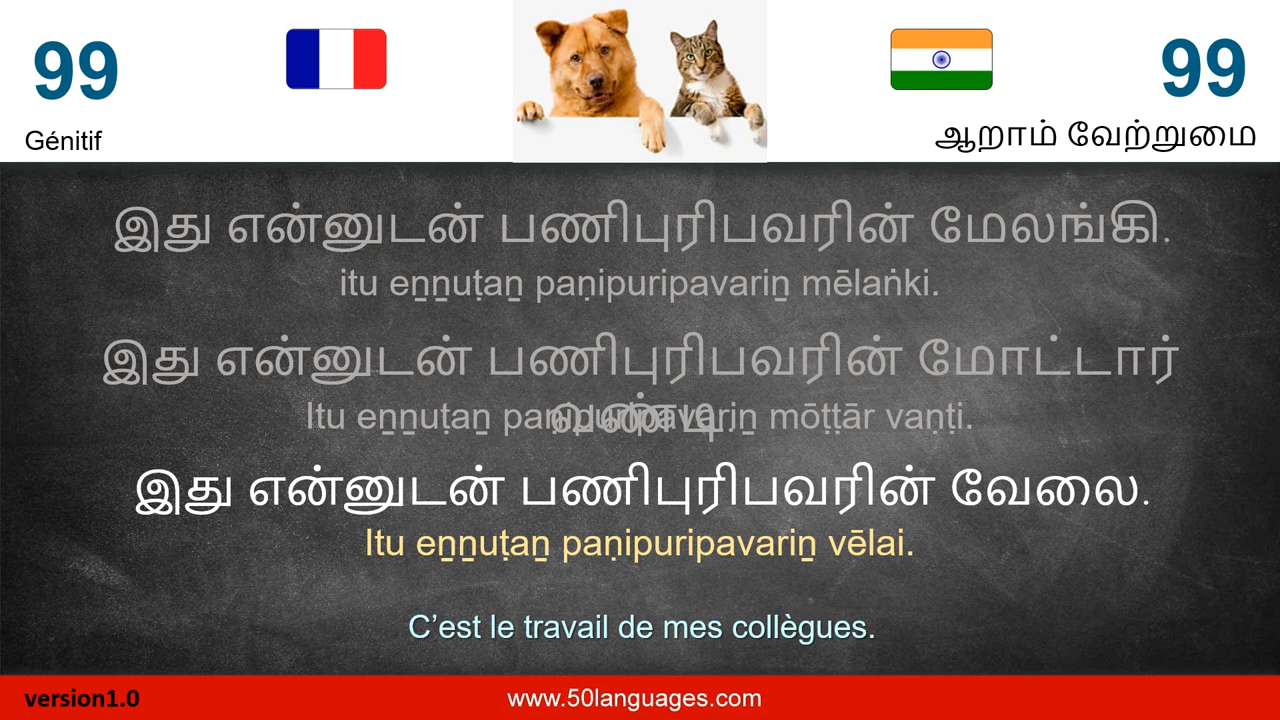 99
99
Génitif
ஆறாம் வேற்றுமை
இது என்னுடன் பணிபுரிபவரின் மேலங்கி.
itu eṉṉuṭaṉ paṇipuripavariṉ mēlaṅki.
இது என்னுடன் பணிபுரிபவரின் மோட்டார்
வண்டி.
Itu eṉṉuṭaṉ paṇipuripavariṉ mōṭṭār vaṇṭi.
இது என்னுடன் பணிபுரிபவரின் வேலை.
Itu eṉṉuṭaṉ paṇipuripavariṉ vēlai.
C’est le travail de mes collègues.
version1.0
www.50languages.com